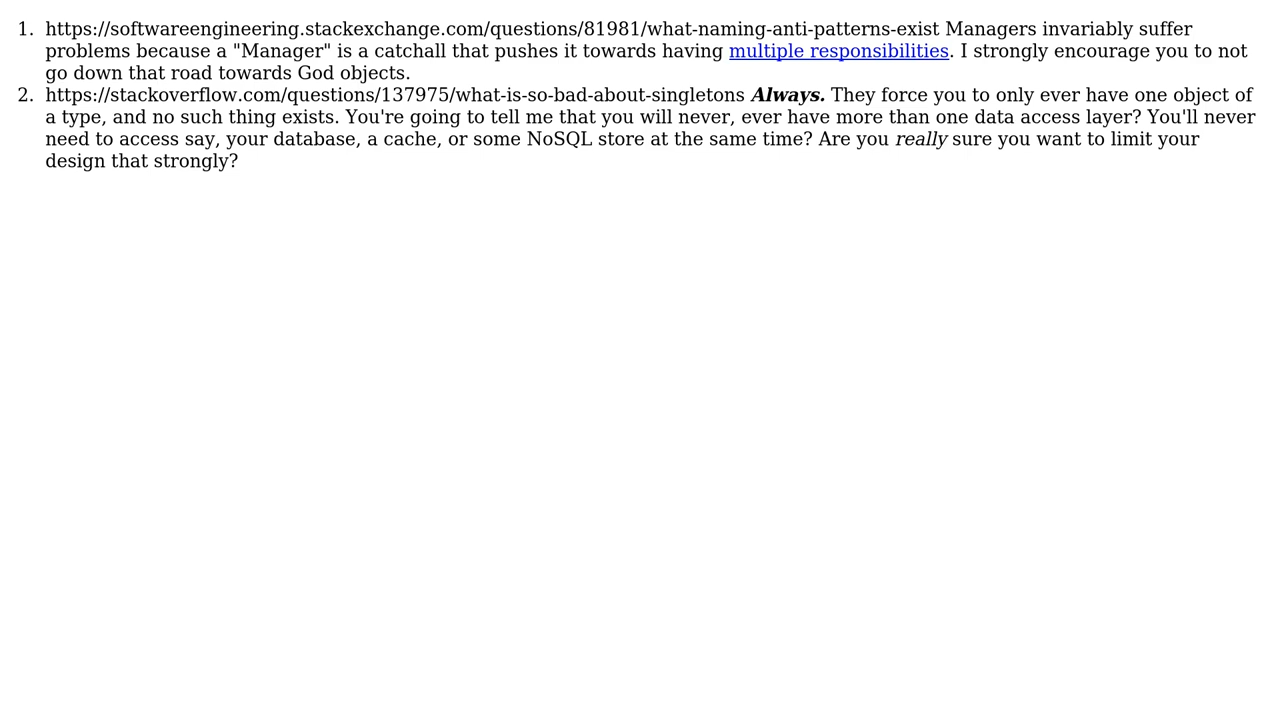 1. https://softwareengineering.stackexchange.com/questions/81981/what-naming-anti-patterns-exist Managers invariably suffer
problems because a "Manager" is a catchall that pushes it towards having multiple responsibilities. I strongly encourage you to not
go down that road towards God objects.
2. https://stackoverflow.com/questions/137975/what-is-so-bad-about-singletons Always. They force you to only ever have one object of
a type, and no such thing exists. You're going to tell me that you will never, ever have more than one data access layer? You'll never
need to access say, your database, a cache, or some NoSQL store at the same time? Are you really sure you want to limit your
design that strongly?